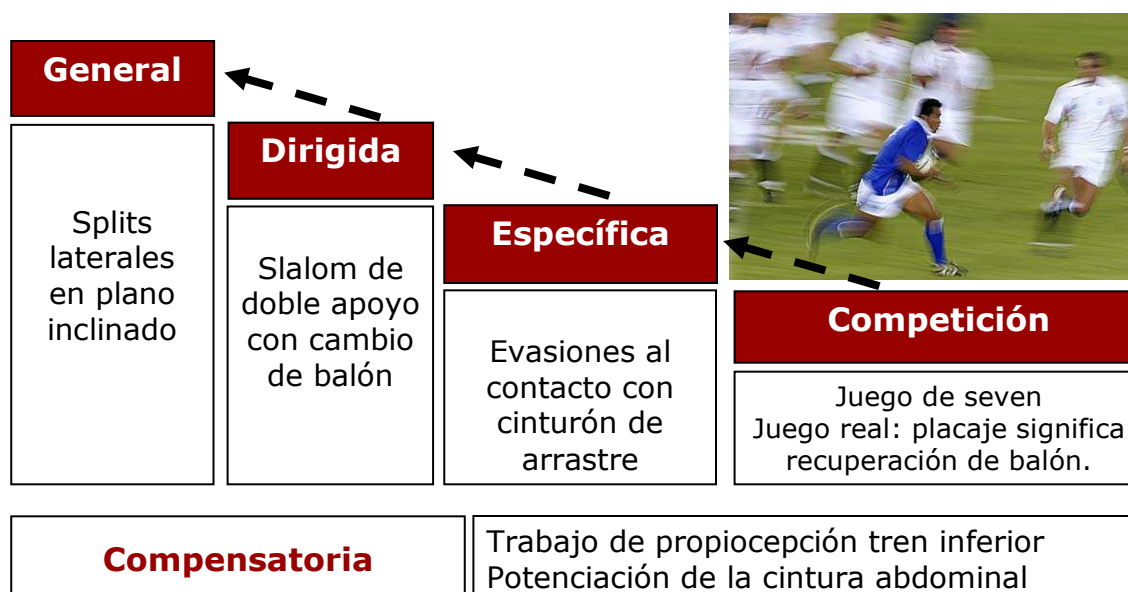 General
Splits
laterales
en plano
inclinado
Dirigida
Slalom de
doble apoyo
con cambio
de balón
Específica
Evasiones al
contacto con
cinturón de
arrastre
Competición
Juego de seven
Juego real: placaje significa
recuperación de balón.
Compensatoria
Trabajo de propiocepción tren inferior
Potenciación de la cintura abdominal